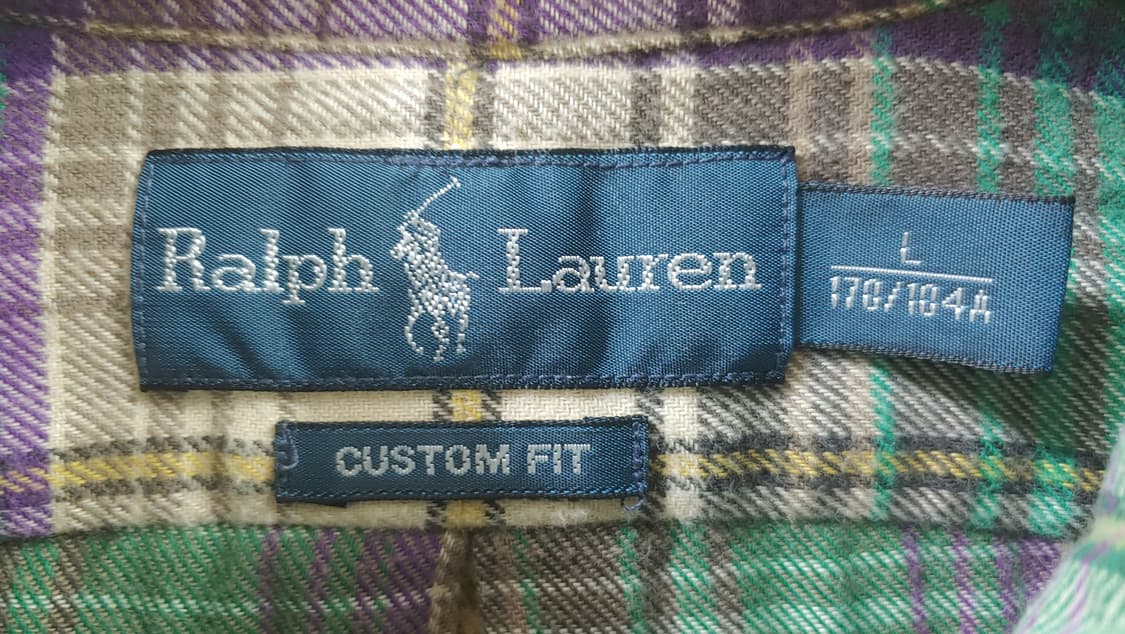 Ralph Lauren
L
170/104A
CUSTOM FIT